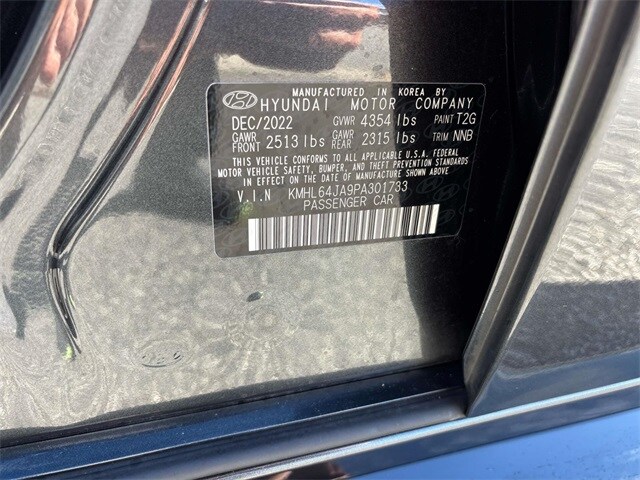 MANUFACTURED IN KOREA BY
HYUNDAI MOTOR COMPANY
DEC/2022 GVWR 4354 lbs PAINT T2G
GAWR FRONT 2513 lbs GAWR REAR 2315 lbs TRIM NNB
THIS VEHICLE CONFORMS TO ALL APPLICABLE U.S.A. FEDERAL
MOTOR VEHICLE SAFETY, BUMPER, AND THEFT PREVENTION STANDARDS
IN EFFECT ON THE DATE OF MANUFACTURE SHOWN ABOVE.
V.I.N KMHL64JA9PA301733
PASSENGER CAR